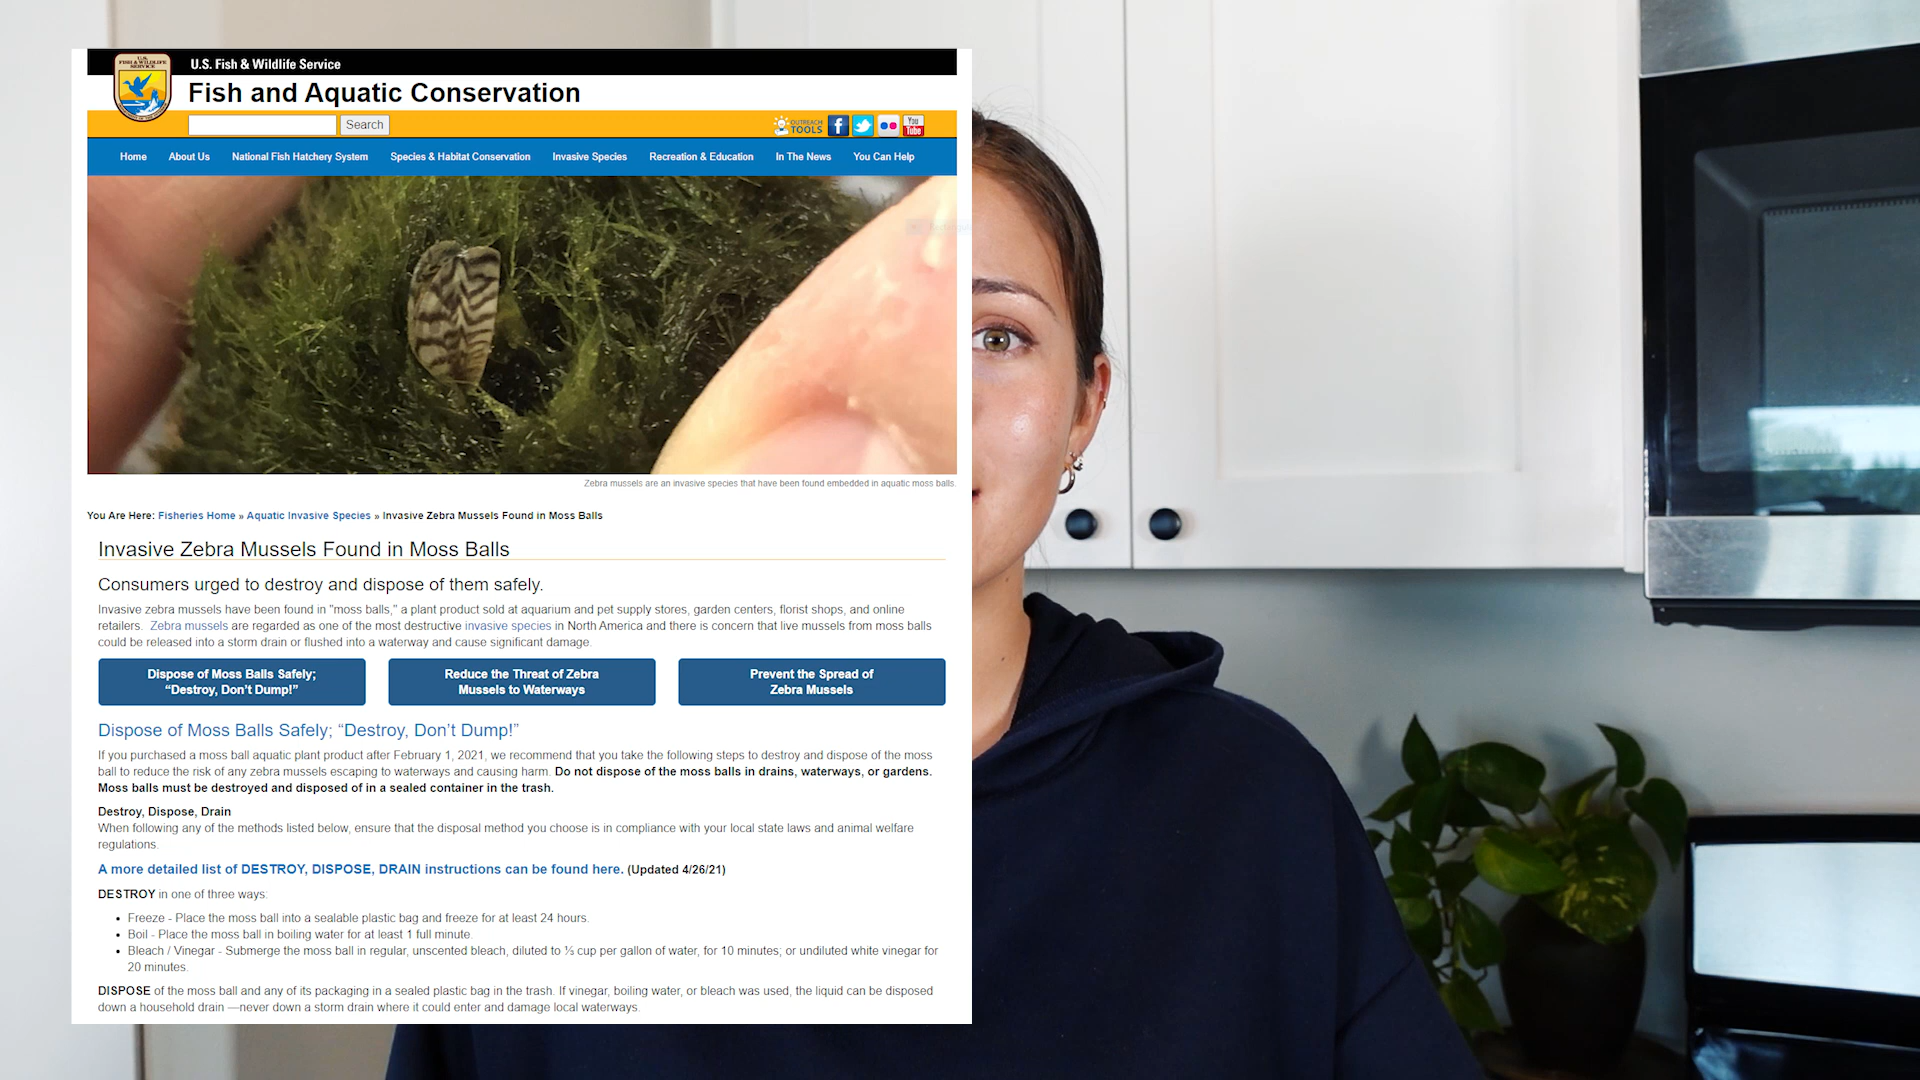 U.S. Fish & Wildlife Service
Fish and Aquatic Conservation
Search
OUTREACH TOOLS
You Tube
Home About Us National Fish Hatchery System Species & Habitat Conservation Invasive Species Recreation & Education In The News You Can Help
Zebra mussels are an invasive species that have been found embedded in aquatic moss balls.
You Are Here: Fisheries Home » Aquatic Invasive Species » Invasive Zebra Mussels Found in Moss Balls
Invasive Zebra Mussels Found in Moss Balls
Consumers urged to destroy and dispose of them safely.
Invasive zebra mussels have been found in "moss balls," a plant product sold at aquarium and pet supply stores, garden centers, florist shops, and online
retailers. Zebra mussels are regarded as one of the most destructive invasive species in North America and there is concern that live mussels from moss balls
could be released into a storm drain or flushed into a waterway and cause significant damage.
Dispose of Moss Balls Safely;
“Destroy, Don’t Dump!”
Reduce the Threat of Zebra
Mussels to Waterways
Prevent the Spread of
Zebra Mussels
Dispose of Moss Balls Safely; “Destroy, Don’t Dump!”
If you purchased a moss ball aquatic plant product after February 1, 2021, we recommend that you take the following steps to destroy and dispose of the moss
ball to reduce the risk of any zebra mussels escaping to waterways and causing harm. Do not dispose of the moss balls in drains, waterways, or gardens.
Moss balls must be destroyed and disposed of in a sealed container in the trash.
Destroy, Dispose, Drain
When following any of the methods listed below, ensure that the disposal method you choose is in compliance with your local state laws and animal welfare
regulations.
A more detailed list of DESTROY, DISPOSE, DRAIN instructions can be found here. (Updated 4/26/21)
DESTROY in one of three ways:
• Freeze - Place the moss ball into a sealable plastic bag and freeze for at least 24 hours.
• Boil - Place the moss ball in boiling water for at least 1 full minute.
• Bleach / Vinegar - Submerge the moss ball in regular, unscented bleach, diluted to ⅓ cup per gallon of water, for 10 minutes; or undiluted white vinegar for
20 minutes.
DISPOSE of the moss ball and any of its packaging in a sealed plastic bag in the trash. If vinegar, boiling water, or bleach was used, the liquid can be disposed
down a household drain —never down a storm drain where it could enter and damage local waterways.